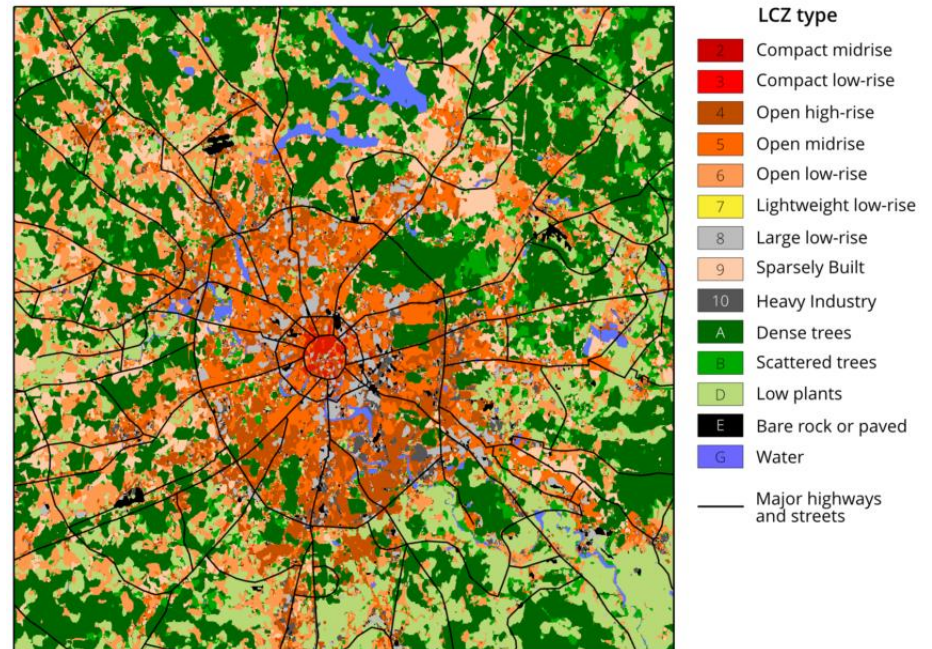 LCZ type
2 Compact midrise
3 Compact low-rise
4 Open high-rise
5 Open midrise
6 Open low-rise
7 Lightweight low-rise
8 Large low-rise
9 Sparsely Built
10 Heavy Industry
A Dense trees
B Scattered trees
D Low plants
E Bare rock or paved
G Water
Major highways
and streets